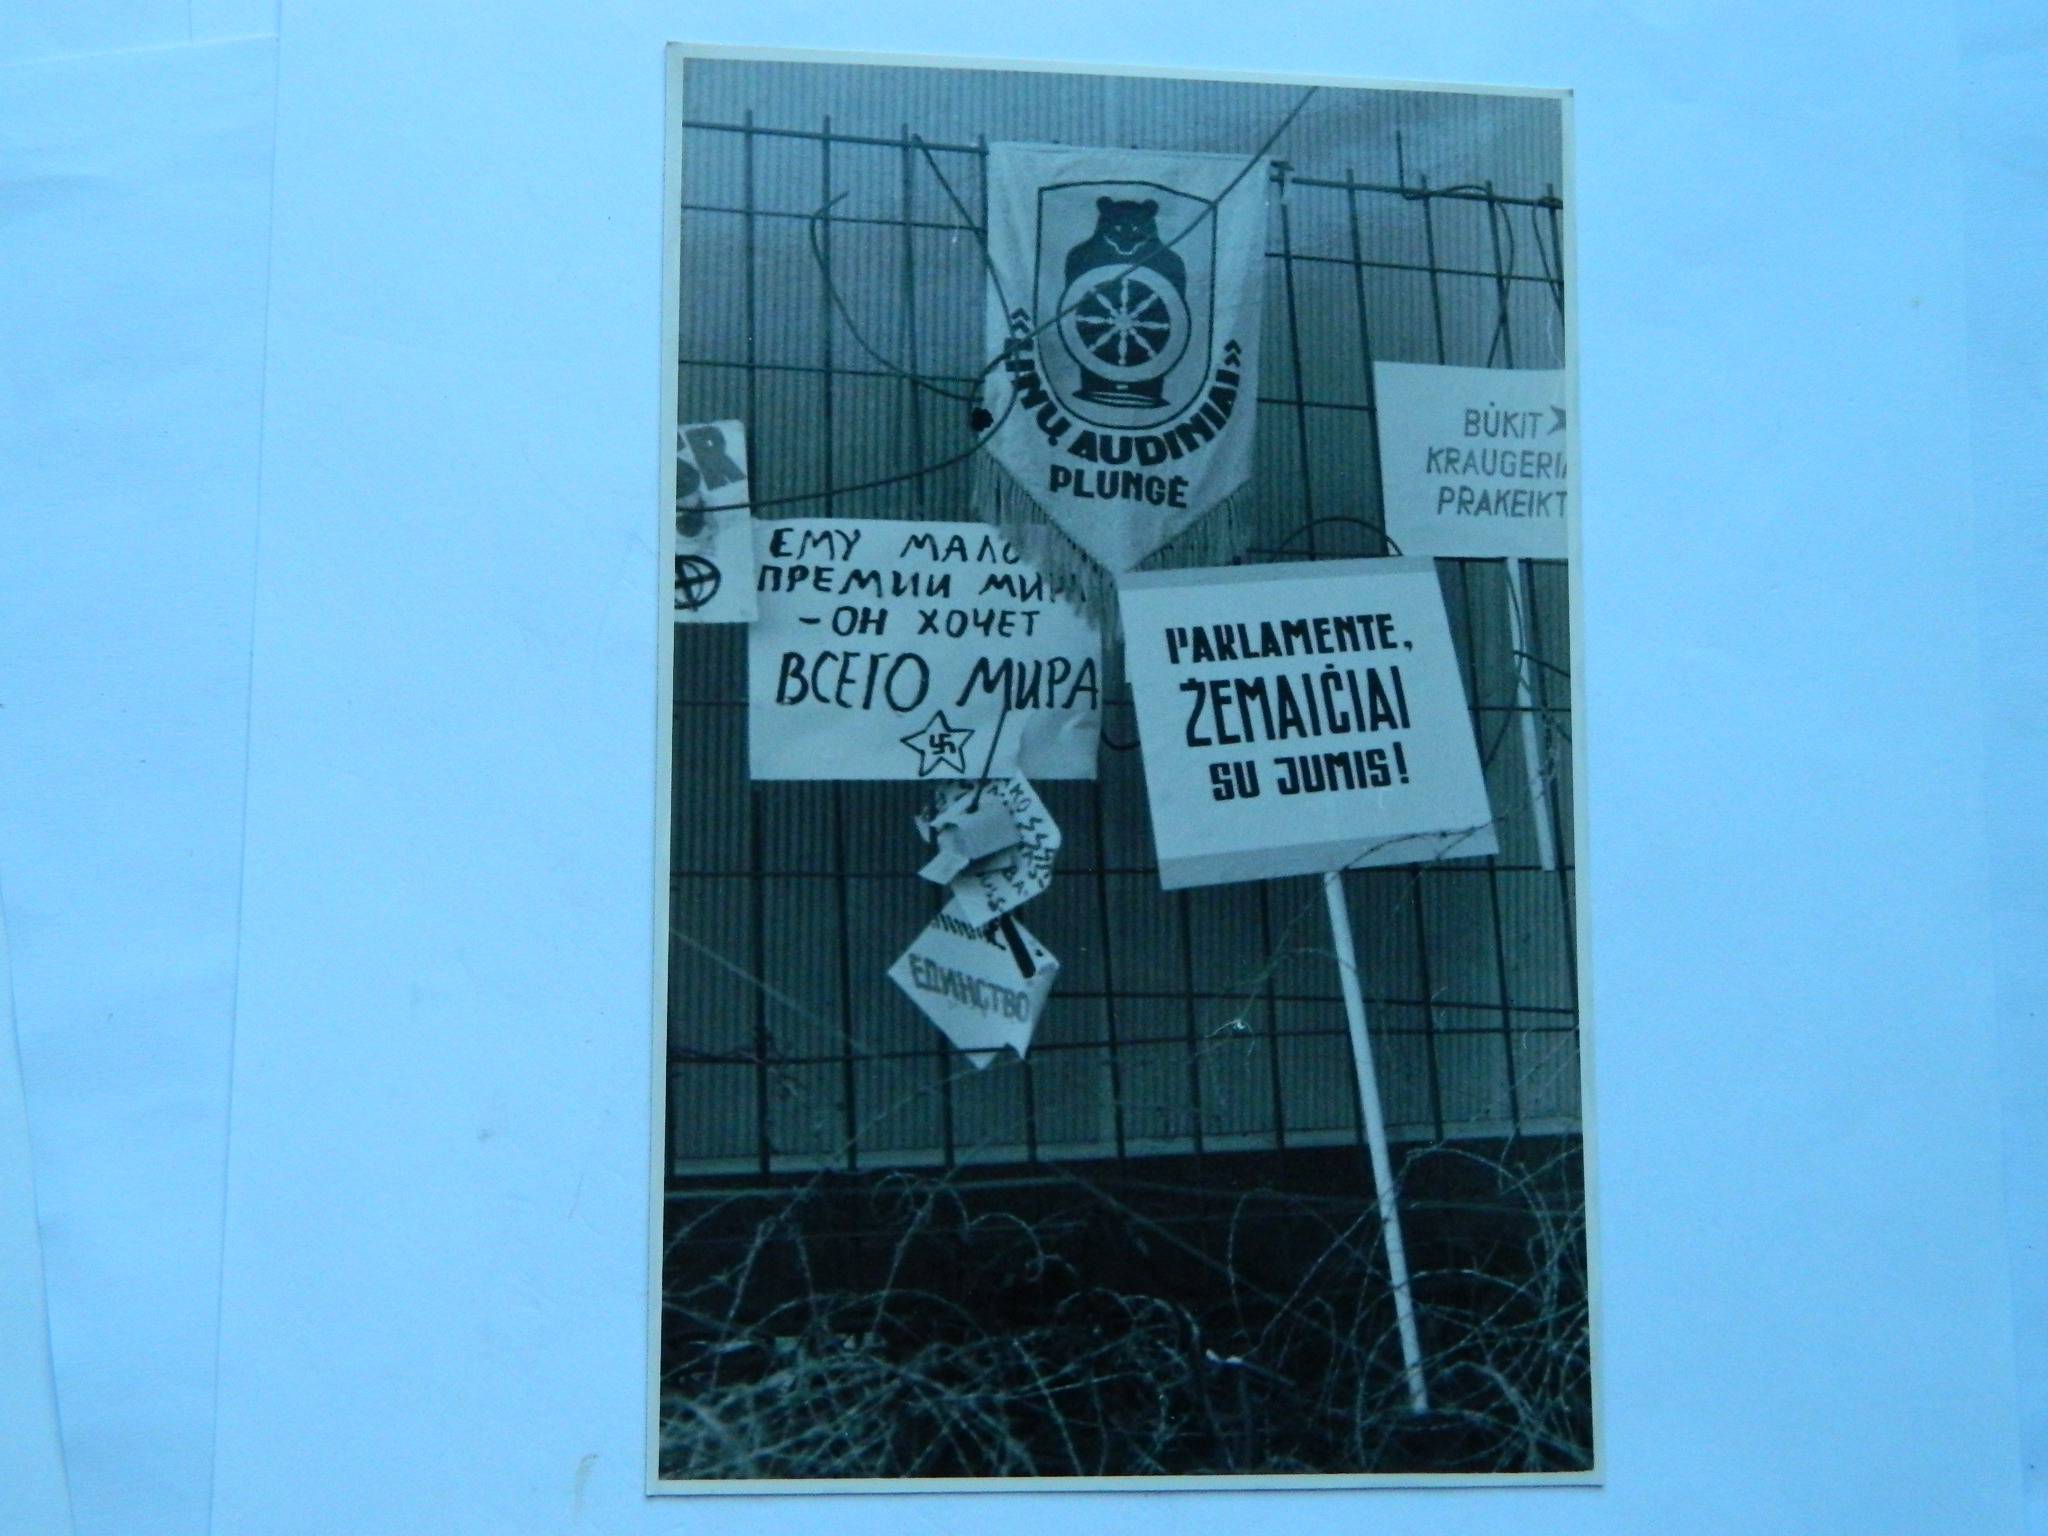 «LINŲ AUDINIAI»
PLUNGĖ
SR
BŪKIT
KRAUGERIA
PRAKEIKT
ЕМУ МАЛО
ПРЕМИИ МИРА
– ОН ХОЧЕТ
ВСЕГО МИРА
PARLAMENTE,
ŽEMAIČIAI
SU JUMIS!
ЕДИНСТВО